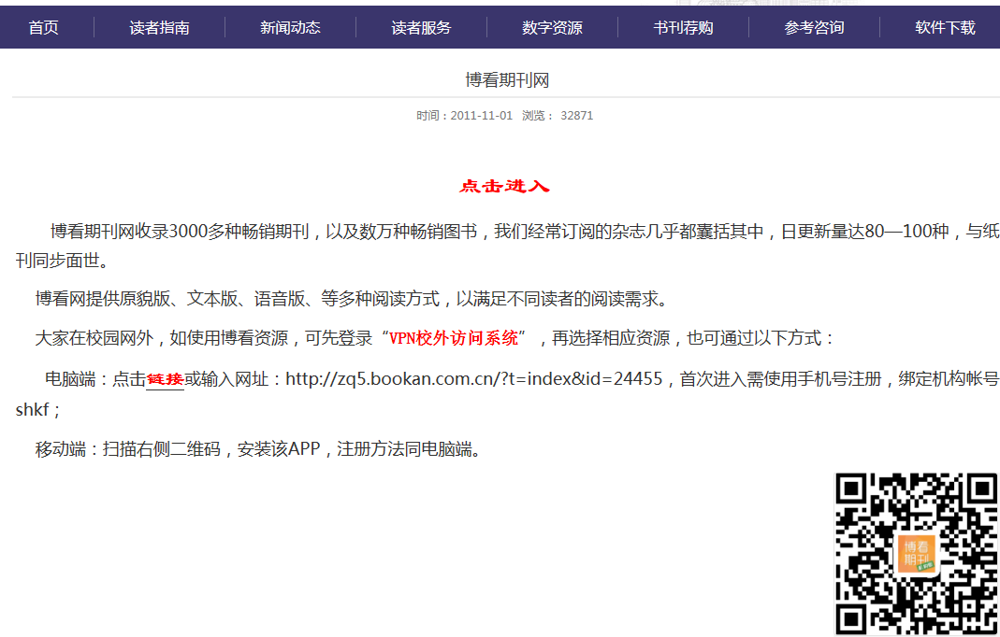 首页 读者指南 新闻动态 读者服务 数字资源 书刊荐购 参考咨询 软件下载
博看期刊网
时间：2011-11-01 浏览： 32871
点击进入
博看期刊网收录3000多种畅销期刊，以及数万种畅销图书，我们经常订阅的杂志几乎都囊括其中，日更新量达80—100种，与纸
刊同步面世。
博看网提供原貌版、文本版、语音版、等多种阅读方式，以满足不同读者的阅读需求。
大家在校园网外，如使用博看资源，可先登录“VPN校外访问系统”，再选择相应资源，也可通过以下方式：
电脑端：点击链接或输入网址：http://zq5.bookan.com.cn/?t=index&id=24455，首次进入需使用手机号注册，绑定机构帐号
shkf；
移动端：扫描右侧二维码，安装该APP，注册方法同电脑端。
博看
期刊